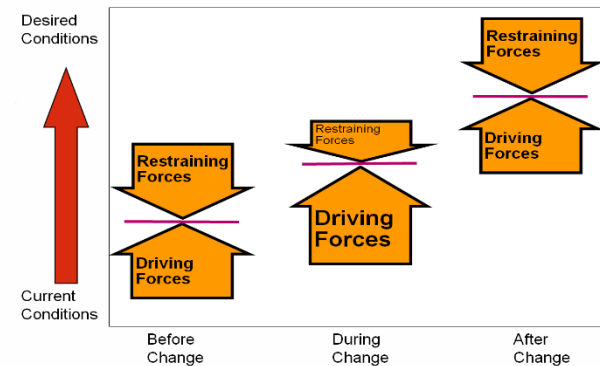 Desired
Conditions
Restraining
Forces
Driving
Forces
Restraining
Forces
Driving
Forces
Restraining
Forces
Driving
Forces
Current
Conditions
Before
Change
During
Change
After
Change